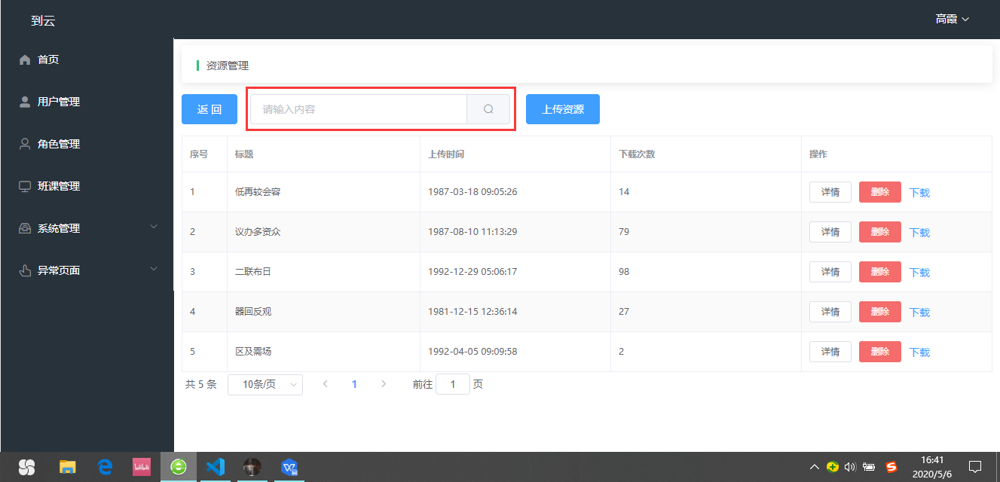 到云
高霞
首页
用户管理
角色管理
班课管理
系统管理
异常页面
资源管理
返 回
请输入内容
上传资源
序号 标题 上传时间 下载次数 操作
1 低再较会容 1987-03-18 09:05:26 14 详情 删除 下载
2 议办多资众 1987-08-10 11:13:29 79 详情 删除 下载
3 二联布日 1992-12-29 05:06:17 98 详情 删除 下载
4 器回反观 1981-12-15 12:36:14 27 详情 删除 下载
5 区及需场 1992-04-05 09:09:58 2 详情 删除 下载
共 5 条 10条/页 1 前往 1 页
bilibili
16:41
2020/5/6